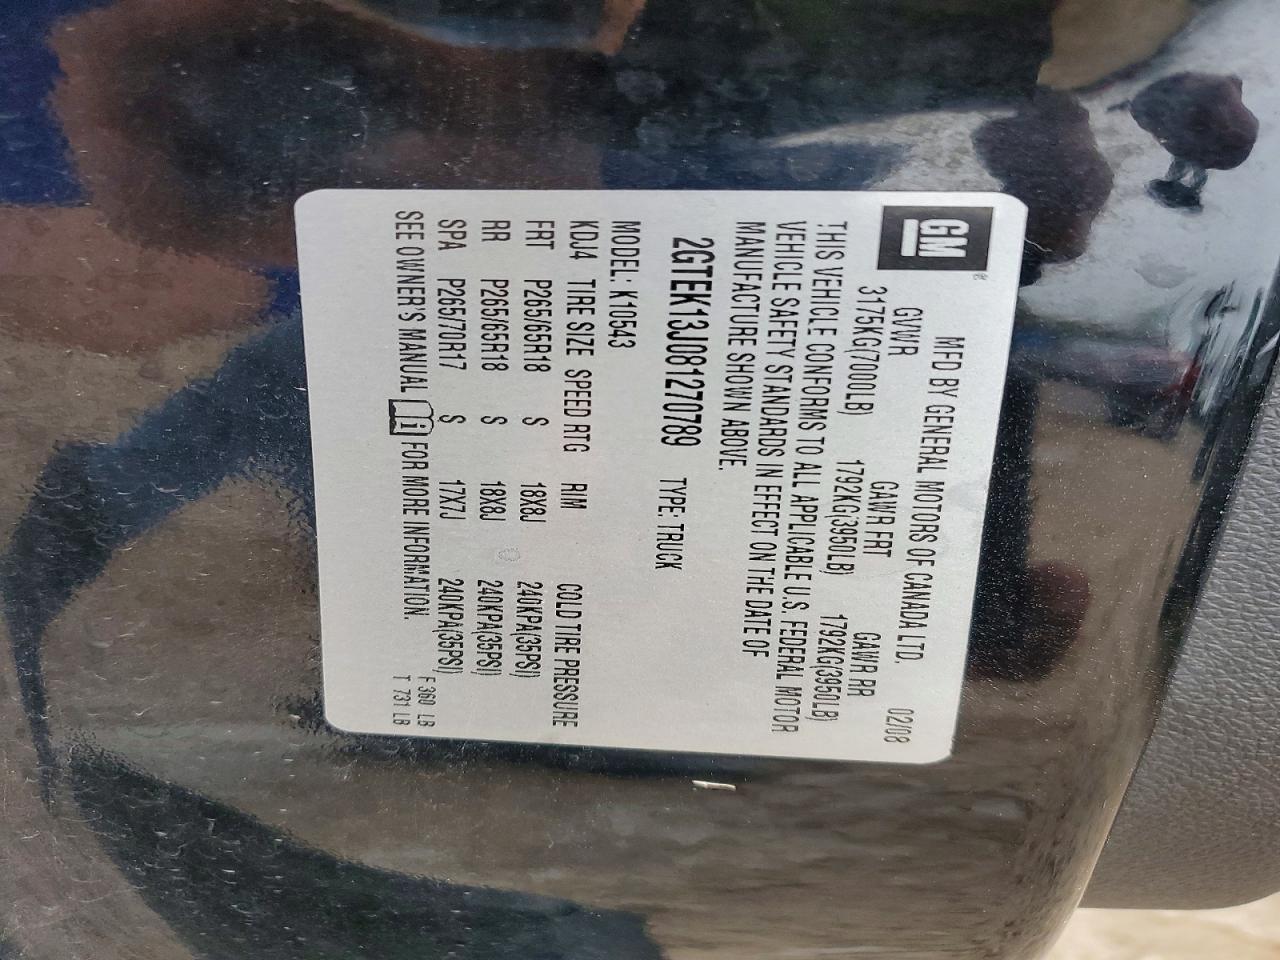 GM
MFD BY GENERAL MOTORS OF CANADA LTD. 02/08
GVWR GAWR FRT GAWR RR
3175KG(7000LB) 1792KG(3950LB) 1792KG(3950LB)
THIS VEHICLE CONFORMS TO ALL APPLICABLE U.S. FEDERAL MOTOR
VEHICLE SAFETY STANDARDS IN EFFECT ON THE DATE OF
MANUFACTURE SHOWN ABOVE.
2GTEK13J081270789 TYPE: TRUCK
MODEL: K10543
KDJ4 TIRE SIZE SPEED RTG RIM COLD TIRE PRESSURE
FRT P265/65R18 S 18X8J 240KPA(35PSI)
RR P265/65R18 S 18X8J 240KPA(35PSI)
SPA P265/70R17 S 17X7J 240KPA(35PSI)
SEE OWNER'S MANUAL i FOR MORE INFORMATION.
F 360 LB
T 731 LB